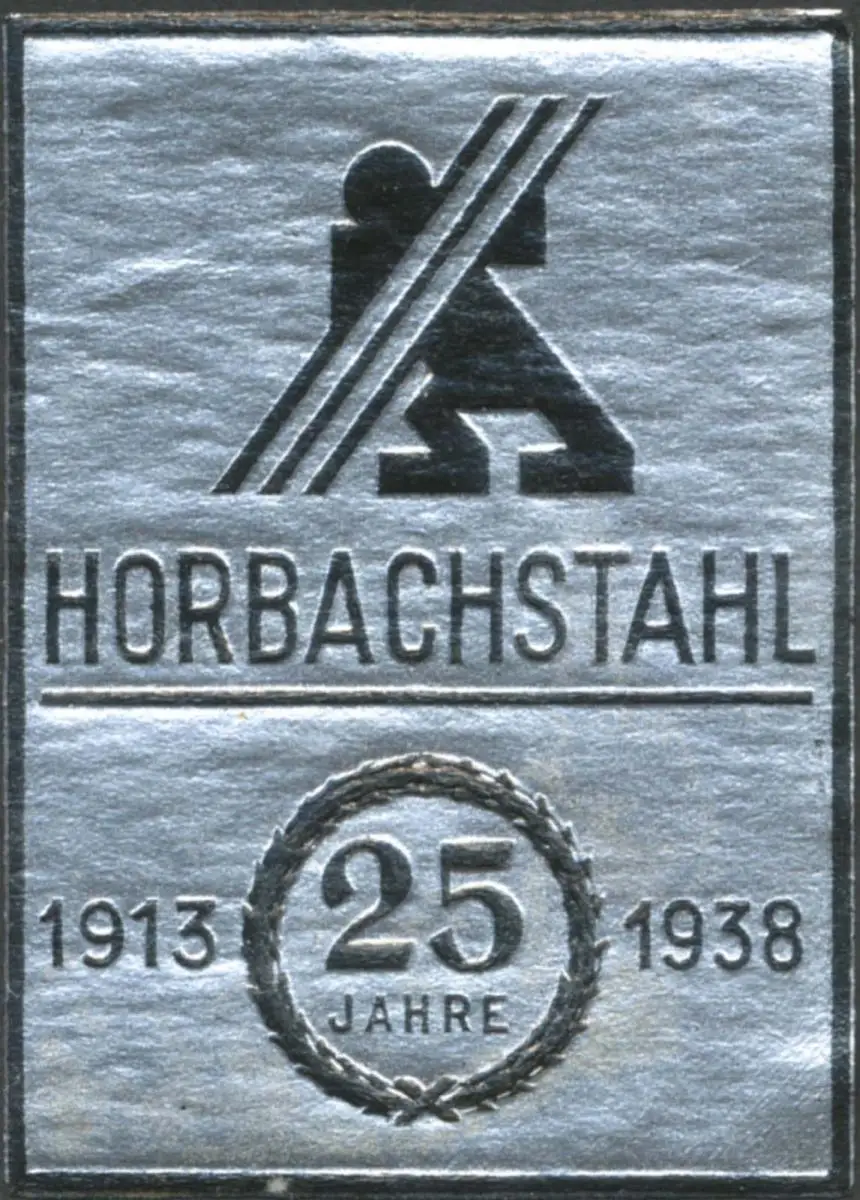 HORBACHSTAHL
1913 25 1938
JAHRE